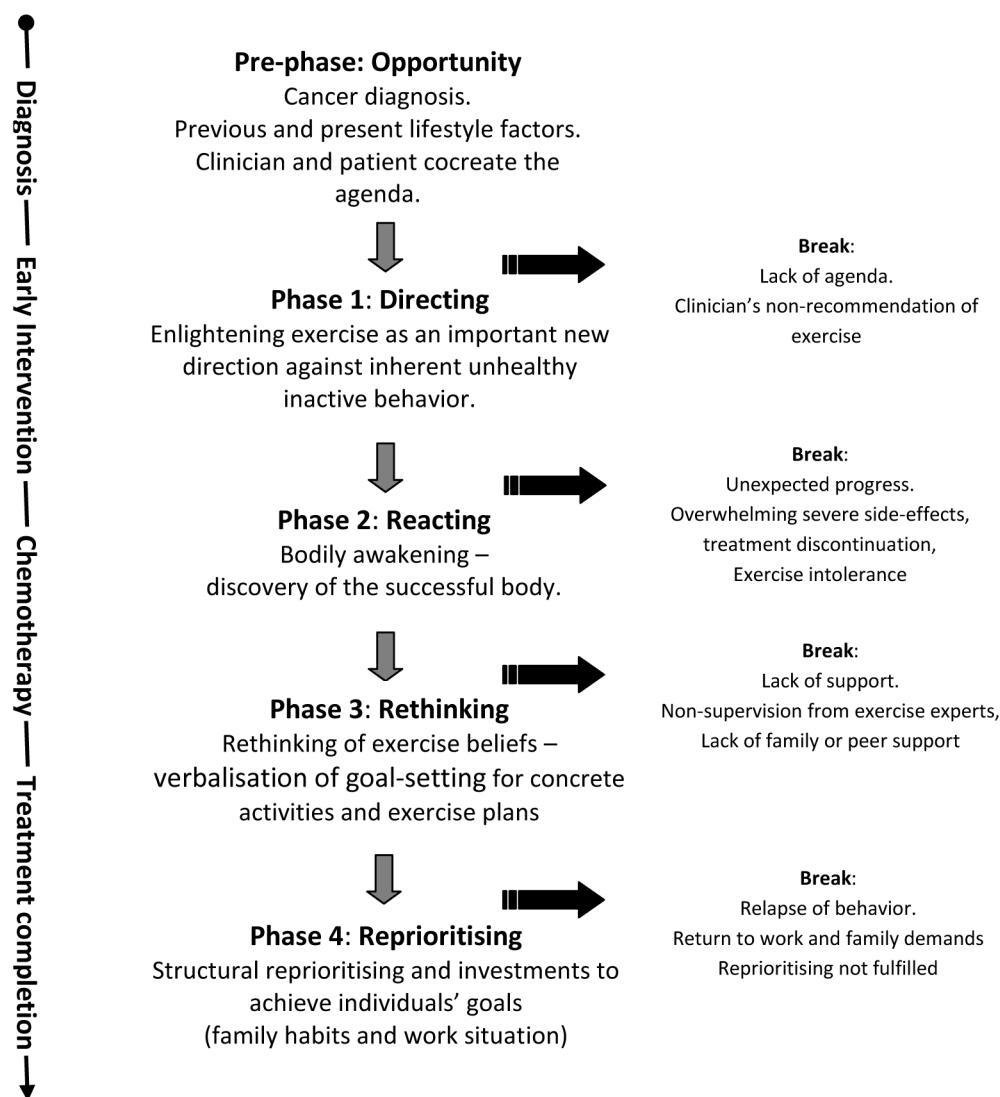 Diagnosis
Early Intervention
Chemotherapy
Treatment completion
Pre-phase: Opportunity
Cancer diagnosis.
Previous and present lifestyle factors.
Clinician and patient cocreate the
agenda.
Break:
Lack of agenda.
Clinician’s non-recommendation of
exercise
Phase 1: Directing
Enlightening exercise as an important new
direction against inherent unhealthy
inactive behavior.
Break:
Unexpected progress.
Overwhelming severe side-effects,
treatment discontinuation,
Exercise intolerance
Phase 2: Reacting
Bodily awakening –
discovery of the successful body.
Break:
Lack of support.
Non-supervision from exercise experts,
Lack of family or peer support
Phase 3: Rethinking
Rethinking of exercise beliefs –
verbalisation of goal-setting for concrete
activities and exercise plans
Break:
Relapse of behavior.
Return to work and family demands
Reprioritising not fulfilled
Phase 4: Reprioritising
Structural reprioritising and investments to
achieve individuals’ goals
(family habits and work situation)